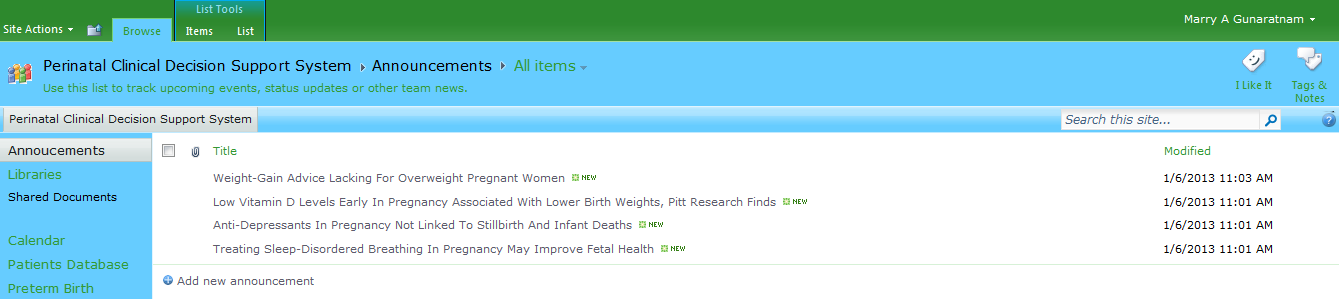 List Tools
Site Actions
Browse
Items
List
Marry A Gunaratnam
Perinatal Clinical Decision Support System Announcements All items
Use this list to track upcoming events, status updates or other team news.
I Like It
Tags &
Notes
Perinatal Clinical Decision Support System
Search this site...
?
Annoucements
Libraries
Shared Documents
Calendar
Patients Database
Preterm Birth
Title Modified
Weight-Gain Advice Lacking For Overweight Pregnant Women NEW 1/6/2013 11:03 AM
Low Vitamin D Levels Early In Pregnancy Associated With Lower Birth Weights, Pitt Research Finds NEW 1/6/2013 11:01 AM
Anti-Depressants In Pregnancy Not Linked To Stillbirth And Infant Deaths NEW 1/6/2013 11:01 AM
Treating Sleep-Disordered Breathing In Pregnancy May Improve Fetal Health NEW 1/6/2013 11:01 AM
Add new announcement